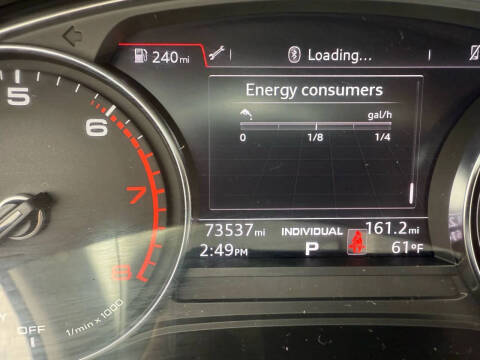 240 mi
Loading...
Energy consumers
gal/h
0 1/8 1/4
5
6
7
8
1/min x 1000
OFF
73537 mi INDIVIDUAL 161.2 mi
2:49 PM P 61°F